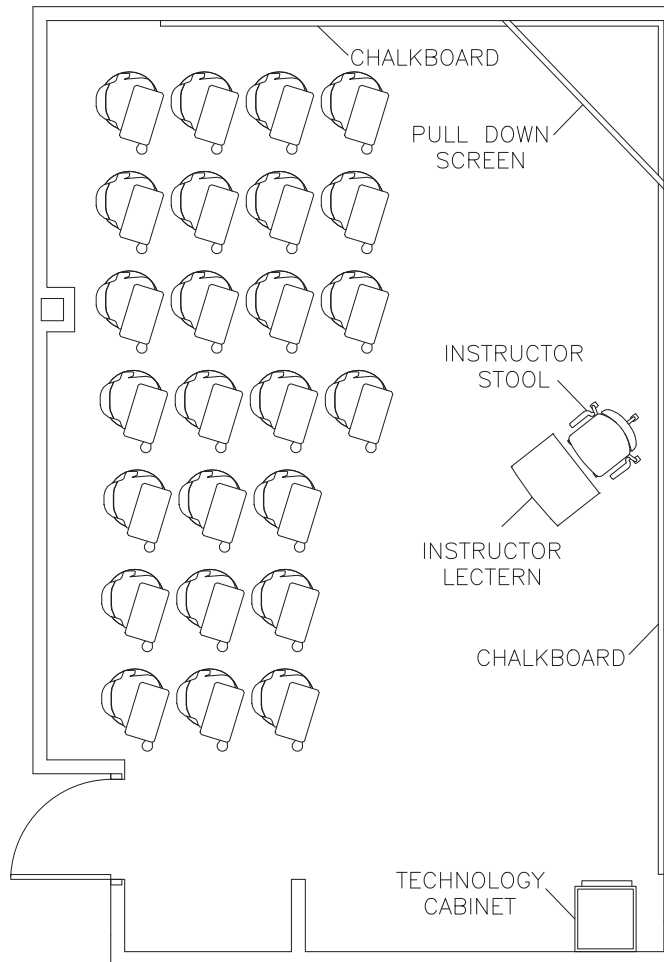 CHALKBOARD
PULL DOWN
SCREEN
INSTRUCTOR
STOOL
INSTRUCTOR
LECTERN
CHALKBOARD
TECHNOLOGY
CABINET